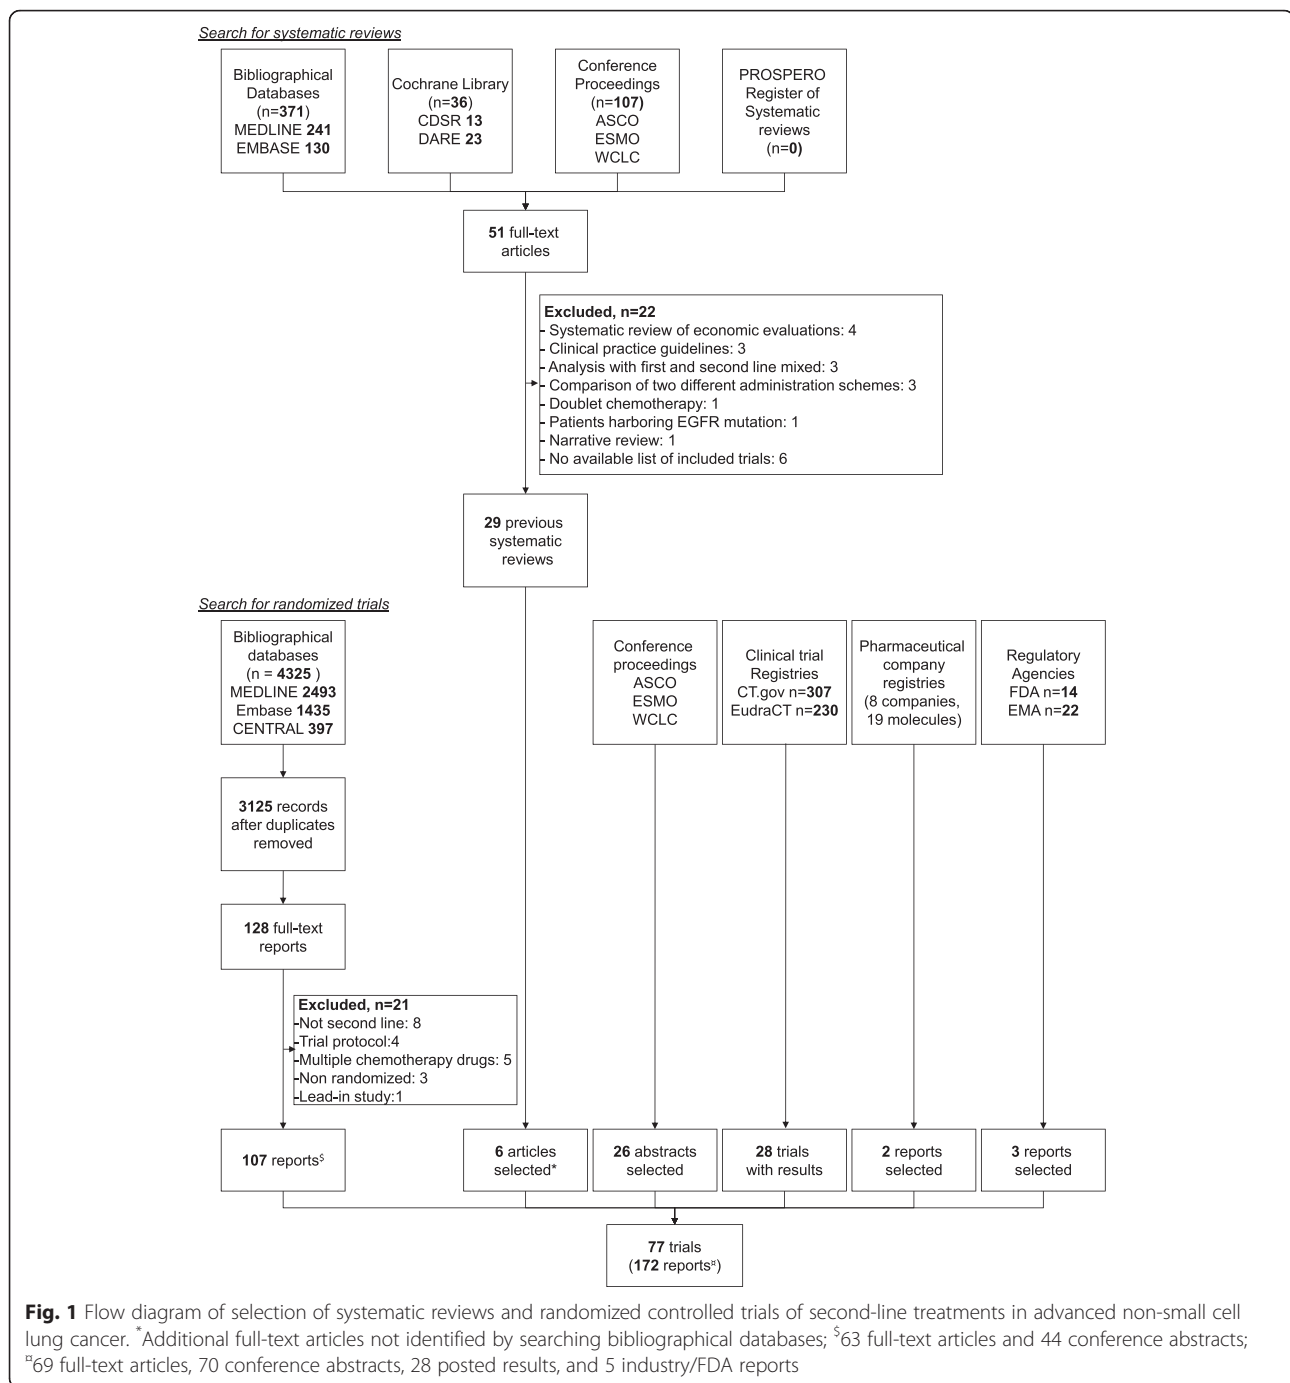 Search for systematic reviews
Bibliographical
Databases
(n=371)
MEDLINE 241
EMBASE 130
Cochrane Library
(n=36)
CDSR 13
DARE 23
Conference
Proceedings
(n=107)
ASCO
ESMO
WCLC
PROSPERO
Register of
Systematic
reviews
(n=0)
51 full-text
articles
Excluded, n=22
- Systematic review of economic evaluations: 4
- Clinical practice guidelines: 3
- Analysis with first and second line mixed: 3
- Comparison of two different administration schemes: 3
- Doublet chemotherapy: 1
- Patients harboring EGFR mutation: 1
- Narrative review: 1
- No available list of included trials: 6
29 previous
systematic
reviews
Search for randomized trials
Bibliographical
databases
(n = 4325 )
MEDLINE 2493
Embase 1435
CENTRAL 397
Conference
proceedings
ASCO
ESMO
WCLC
Clinical trial
Registries
CT.gov n=307
EudraCT n=230
Pharmaceutical
company
registries
(8 companies,
19 molecules)
Regulatory
Agencies
FDA n=14
EMA n=22
3125 records
after duplicates
removed
128 full-text
reports
Excluded, n=21
-Not second line: 8
-Trial protocol:4
-Multiple chemotherapy drugs: 5
-Non randomized: 3
-Lead-in study:1
107 reports$
6 articles
selected*
26 abstracts
selected
28 trials
with results
2 reports
selected
3 reports
selected
77 trials
(172 reports¤)
Fig. 1 Flow diagram of selection of systematic reviews and randomized controlled trials of second-line treatments in advanced non-small cell
lung cancer. *Additional full-text articles not identified by searching bibliographical databases; $63 full-text articles and 44 conference abstracts;
¤69 full-text articles, 70 conference abstracts, 28 posted results, and 5 industry/FDA reports